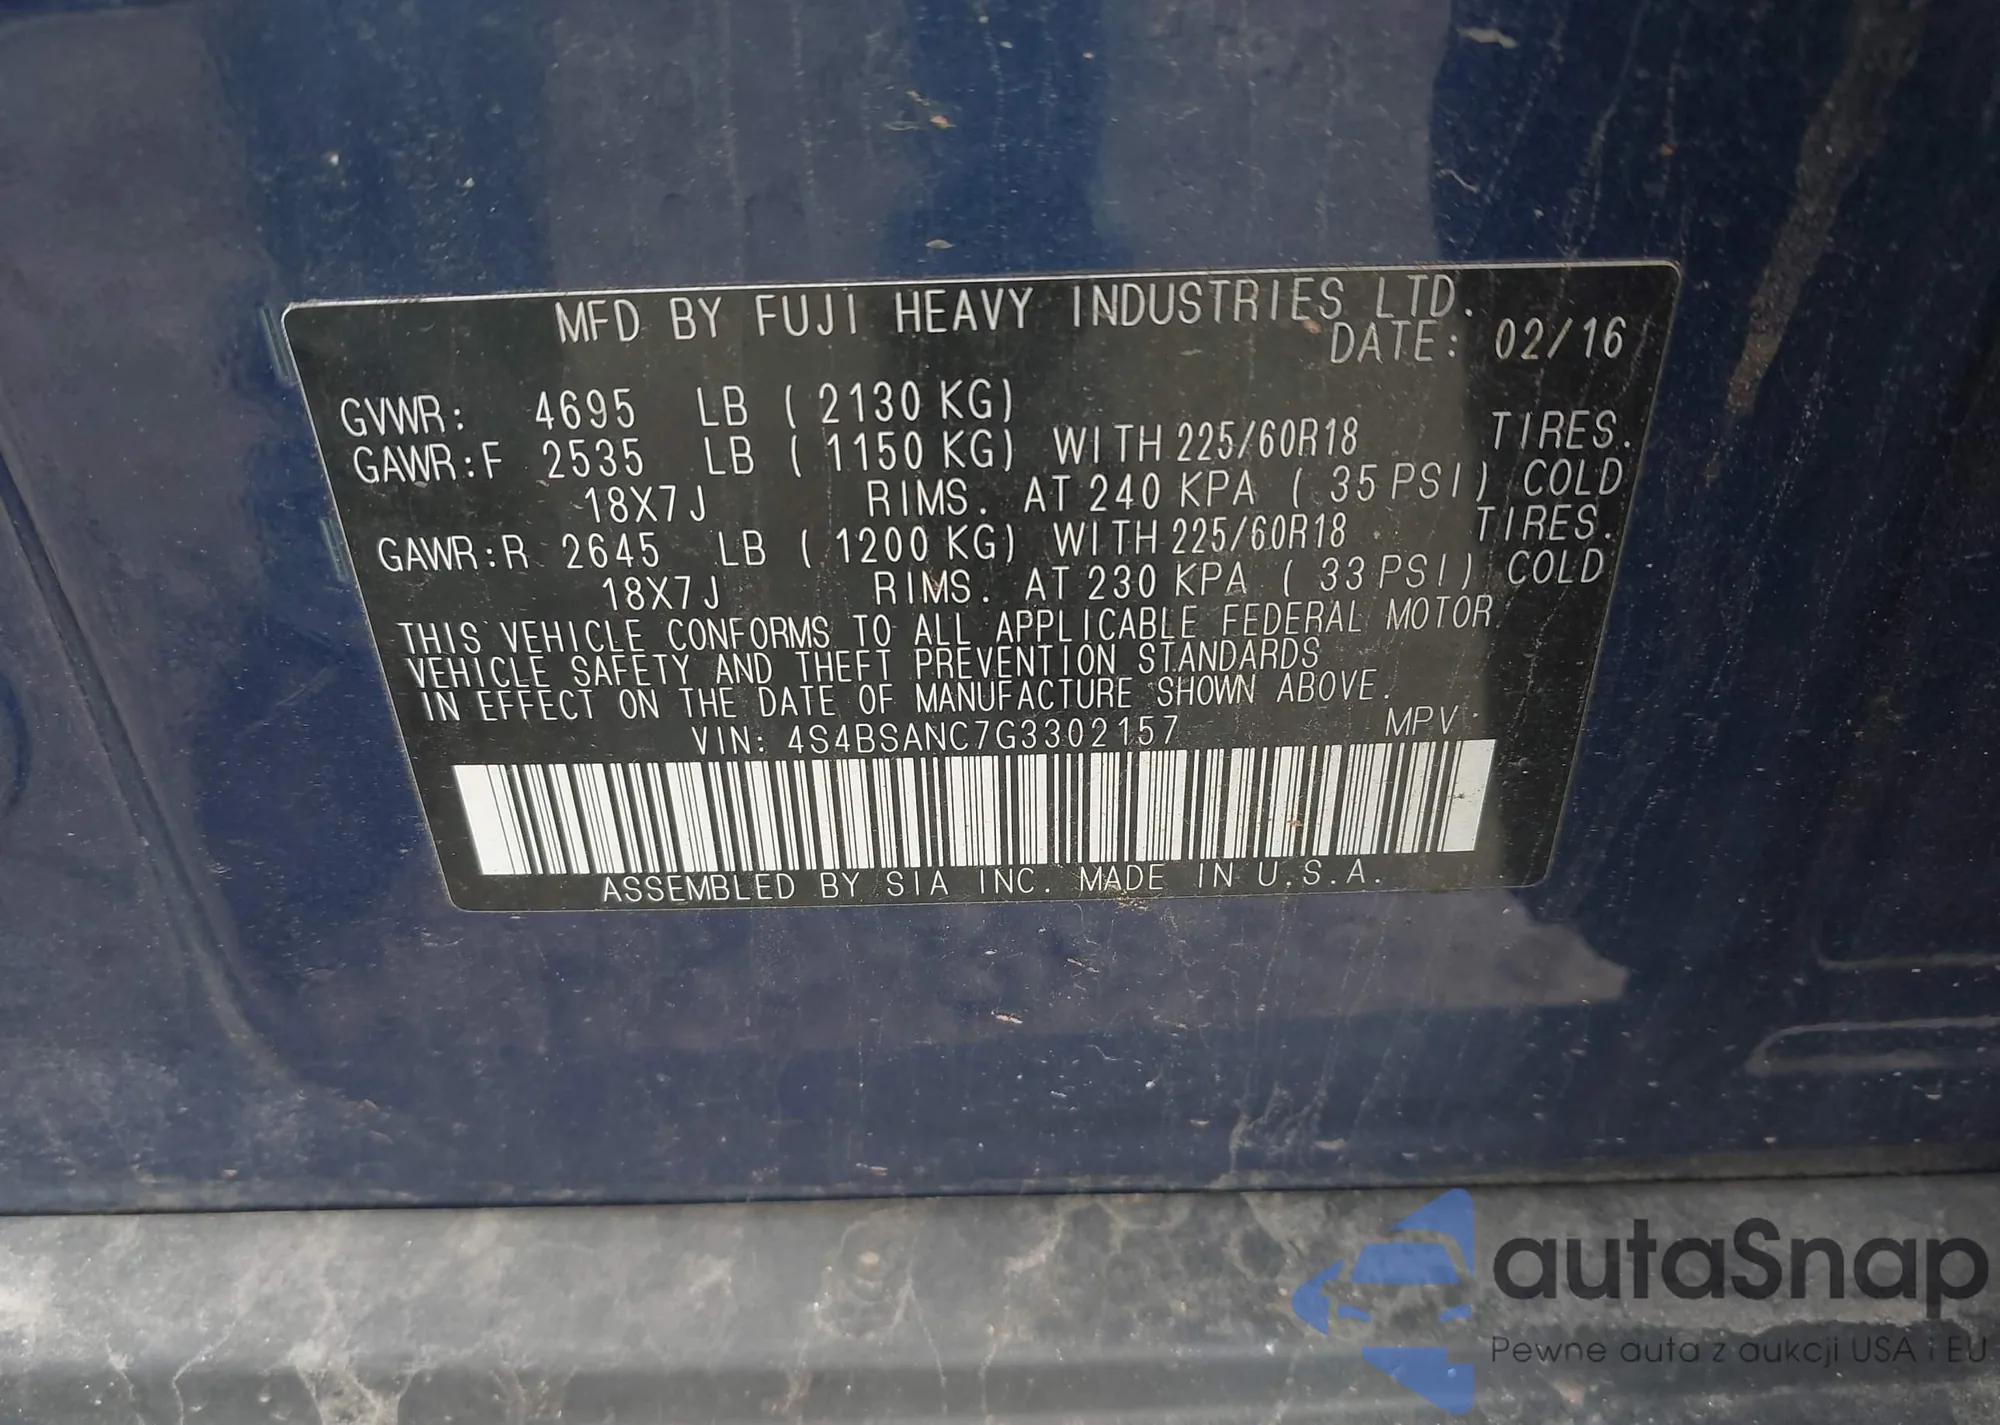 MFD BY FUJI HEAVY INDUSTRIES LTD.
DATE: 02/16
GVWR: 4695 LB ( 2130 KG)
GAWR:F 2535 LB ( 1150 KG) WITH 225/60R18 TIRES.
18X7J RIMS. AT 240 KPA ( 35 PSI) COLD
GAWR:R 2645 LB ( 1200 KG) WITH 225/60R18 TIRES.
18X7J RIMS. AT 230 KPA ( 33 PSI) COLD
THIS VEHICLE CONFORMS TO ALL APPLICABLE FEDERAL MOTOR
VEHICLE SAFETY AND THEFT PREVENTION STANDARDS
IN EFFECT ON THE DATE OF MANUFACTURE SHOWN ABOVE.
VIN: 4S4BSANC7G3302157 MPV
ASSEMBLED BY SIA INC. MADE IN U.S.A.
autaSnap
Pewne auta z aukcji USA i EU